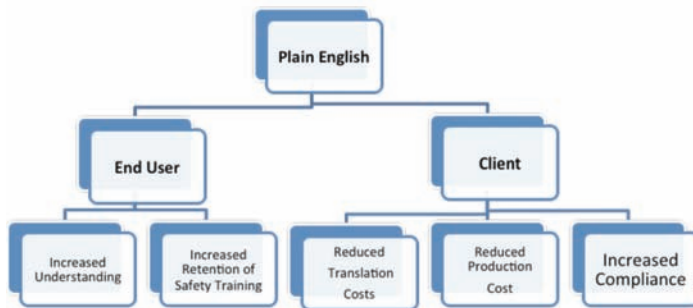 Plain English
End User
Client
Increased
Understanding
Increased
Retention of
Safety Training
Reduced
Translation
Costs
Reduced
Production
Cost
Increased
Compliance